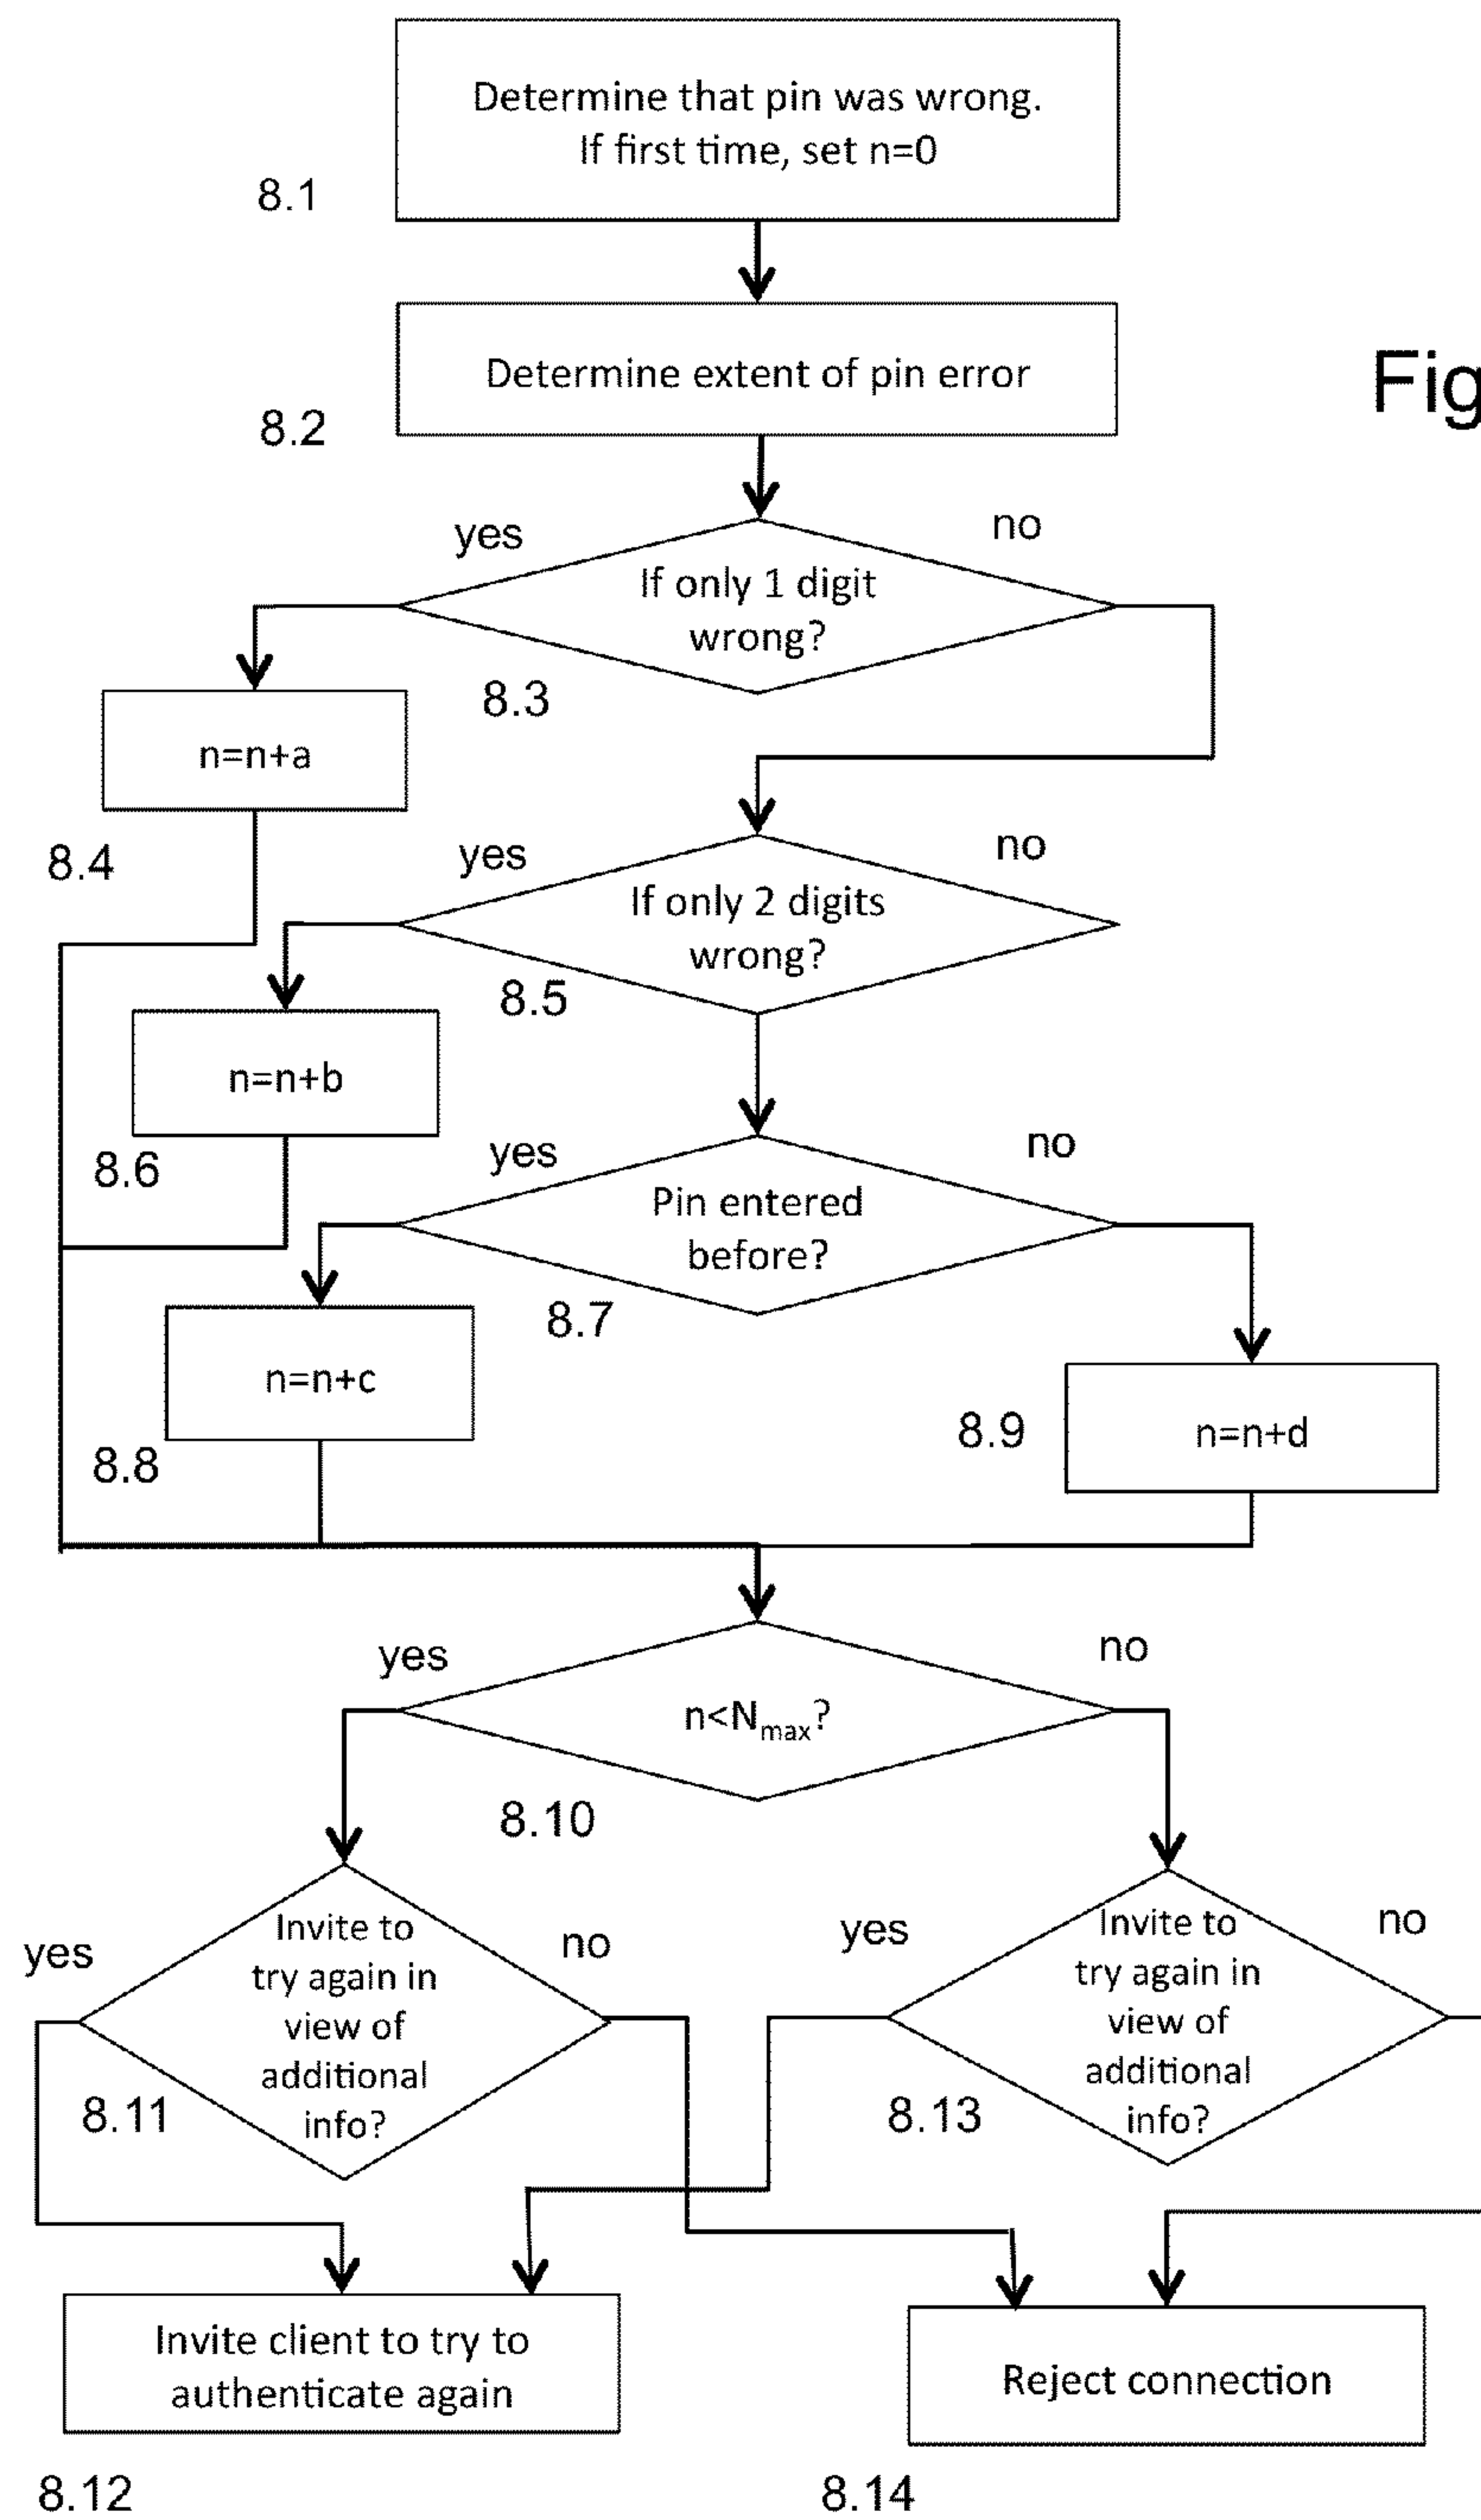 Determine that pin was wrong.
If first time, set n=0
8.1
Determine extent of pin error
Fig
8.2
yes
no
If only 1 digit
wrong?
8.3
n=n+a
8.4
yes
no
If only 2 digits
wrong?
8.5
n=n+b
8.6
yes
no
Pin entered
before?
8.7
n=n+c
8.8
8.9
n=n+d
yes
no
n<Nmax?
8.10
yes
Invite to
try again in
view of
additional
info?
no
8.11
yes
Invite to
try again in
view of
additional
info?
no
8.13
Invite client to try to
authenticate again
Reject connection
8.12
8.14